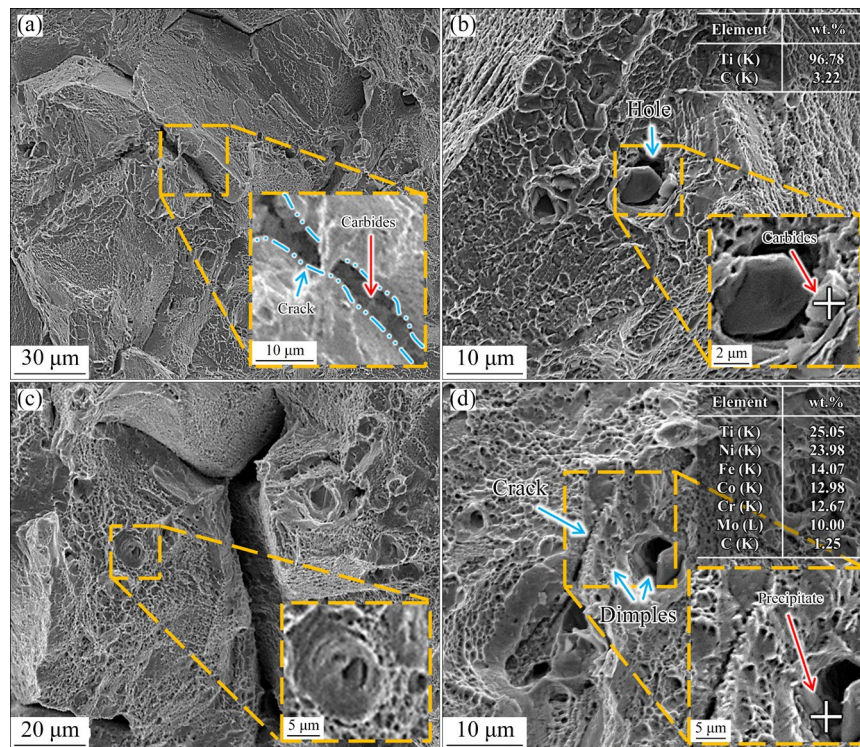 (a)
Carbides
Crack
10 μm
30 μm
(b)
Element wt.%
Ti (K) 96.78
C (K) 3.22
Hole
Carbides
2 μm
10 μm
(c)
5 μm
20 μm
(d)
Element wt.%
Ti (K) 25.05
Ni (K) 23.98
Fe (K) 14.07
Co (K) 12.98
Cr (K) 12.67
Mo (L) 10.00
C (K) 1.25
Crack
Dimples
Precipitate
5 μm
10 μm